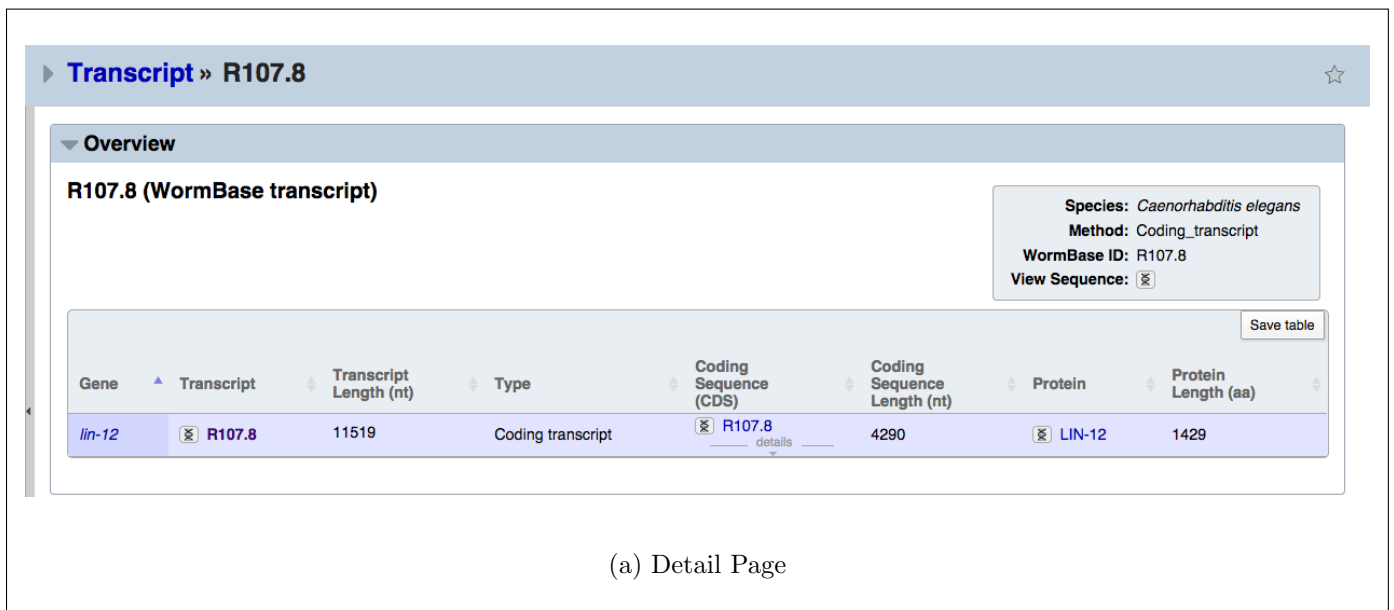 Transcript » R107.8
Overview
R107.8 (WormBase transcript)
Species: Caenorhabditis elegans
Method: Coding_transcript
WormBase ID: R107.8
View Sequence:
Save table
Gene
Transcript
Transcript
Length (nt)
Type
Coding
Sequence
(CDS)
Coding
Sequence
Length (nt)
Protein
Protein
Length (aa)
lin-12
R107.8
11519
Coding transcript
R107.8
details
4290
LIN-12
1429
(a) Detail Page